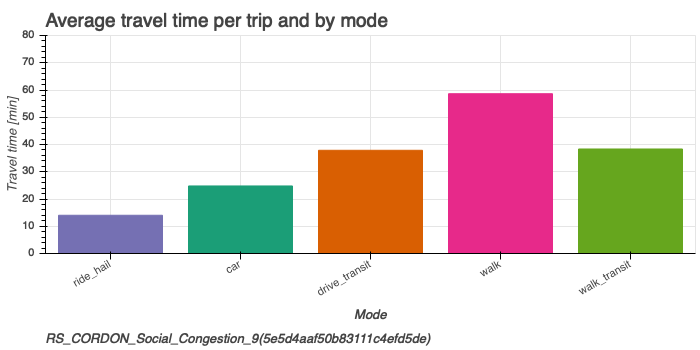 Average travel time per trip and by mode
80
70
60
50
40
30
20
10
0
Travel time [min]
ride_hail
car
drive_transit
walk
walk_transit
Mode
RS_CORDON_Social_Congestion_9(5e5d4aaf50b83111c4efd5de)